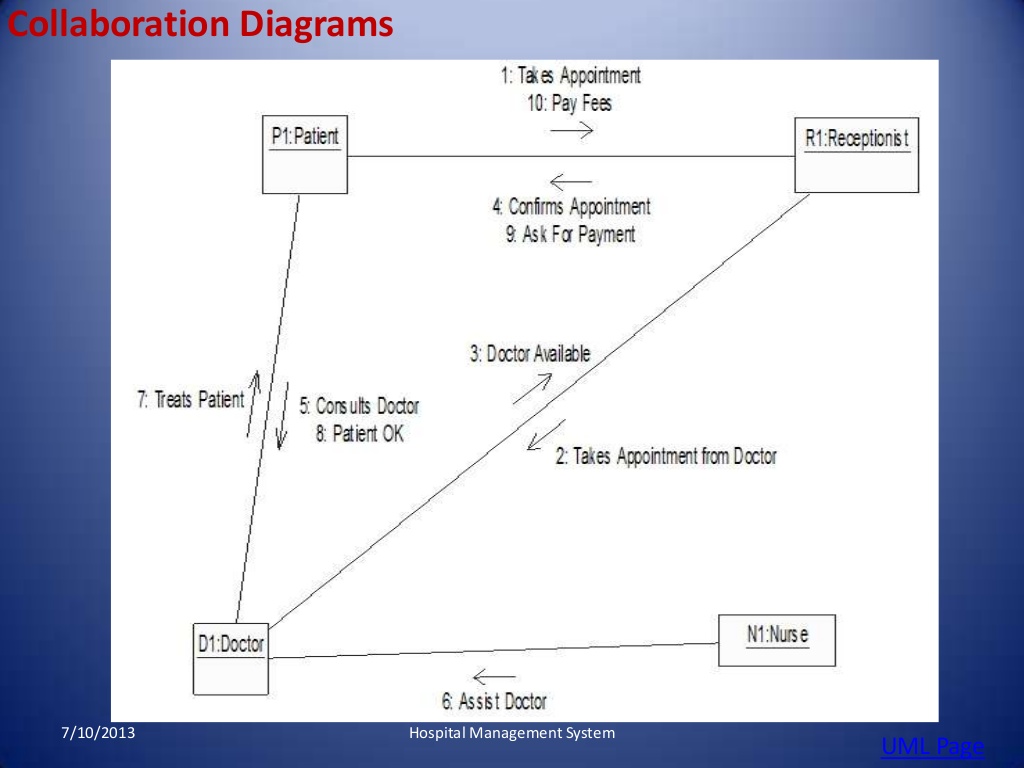 Collaboration Diagrams
1: Takes Appointment
10: Pay Fees
P1:Patient
R1:Receptionist
4: Confirms Appointment
9: Ask For Payment
3: Doctor Available
7: Treats Patient
5: Consults Doctor
8: Patient OK
2: Takes Appointment from Doctor
D1:Doctor
N1:Nurse
6: Assist Doctor
7/10/2013
Hospital Management System
UML Page